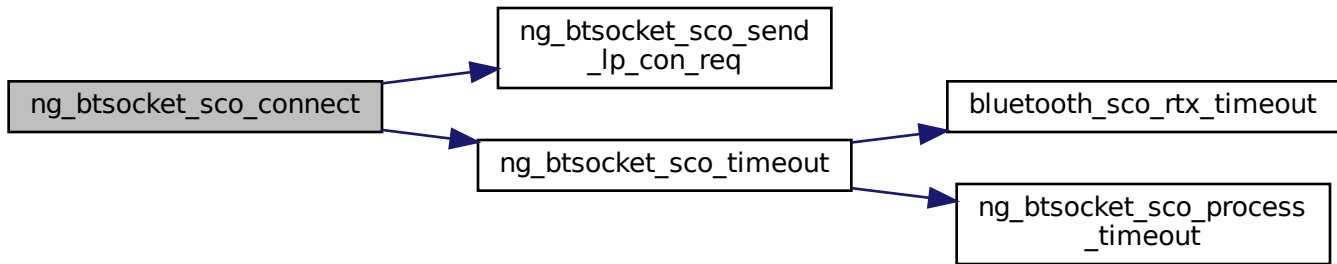 ng_btsocket_sco_connect
ng_btsocket_sco_send
_lp_con_req
ng_btsocket_sco_timeout
bluetooth_sco_rtx_timeout
ng_btsocket_sco_process
_timeout